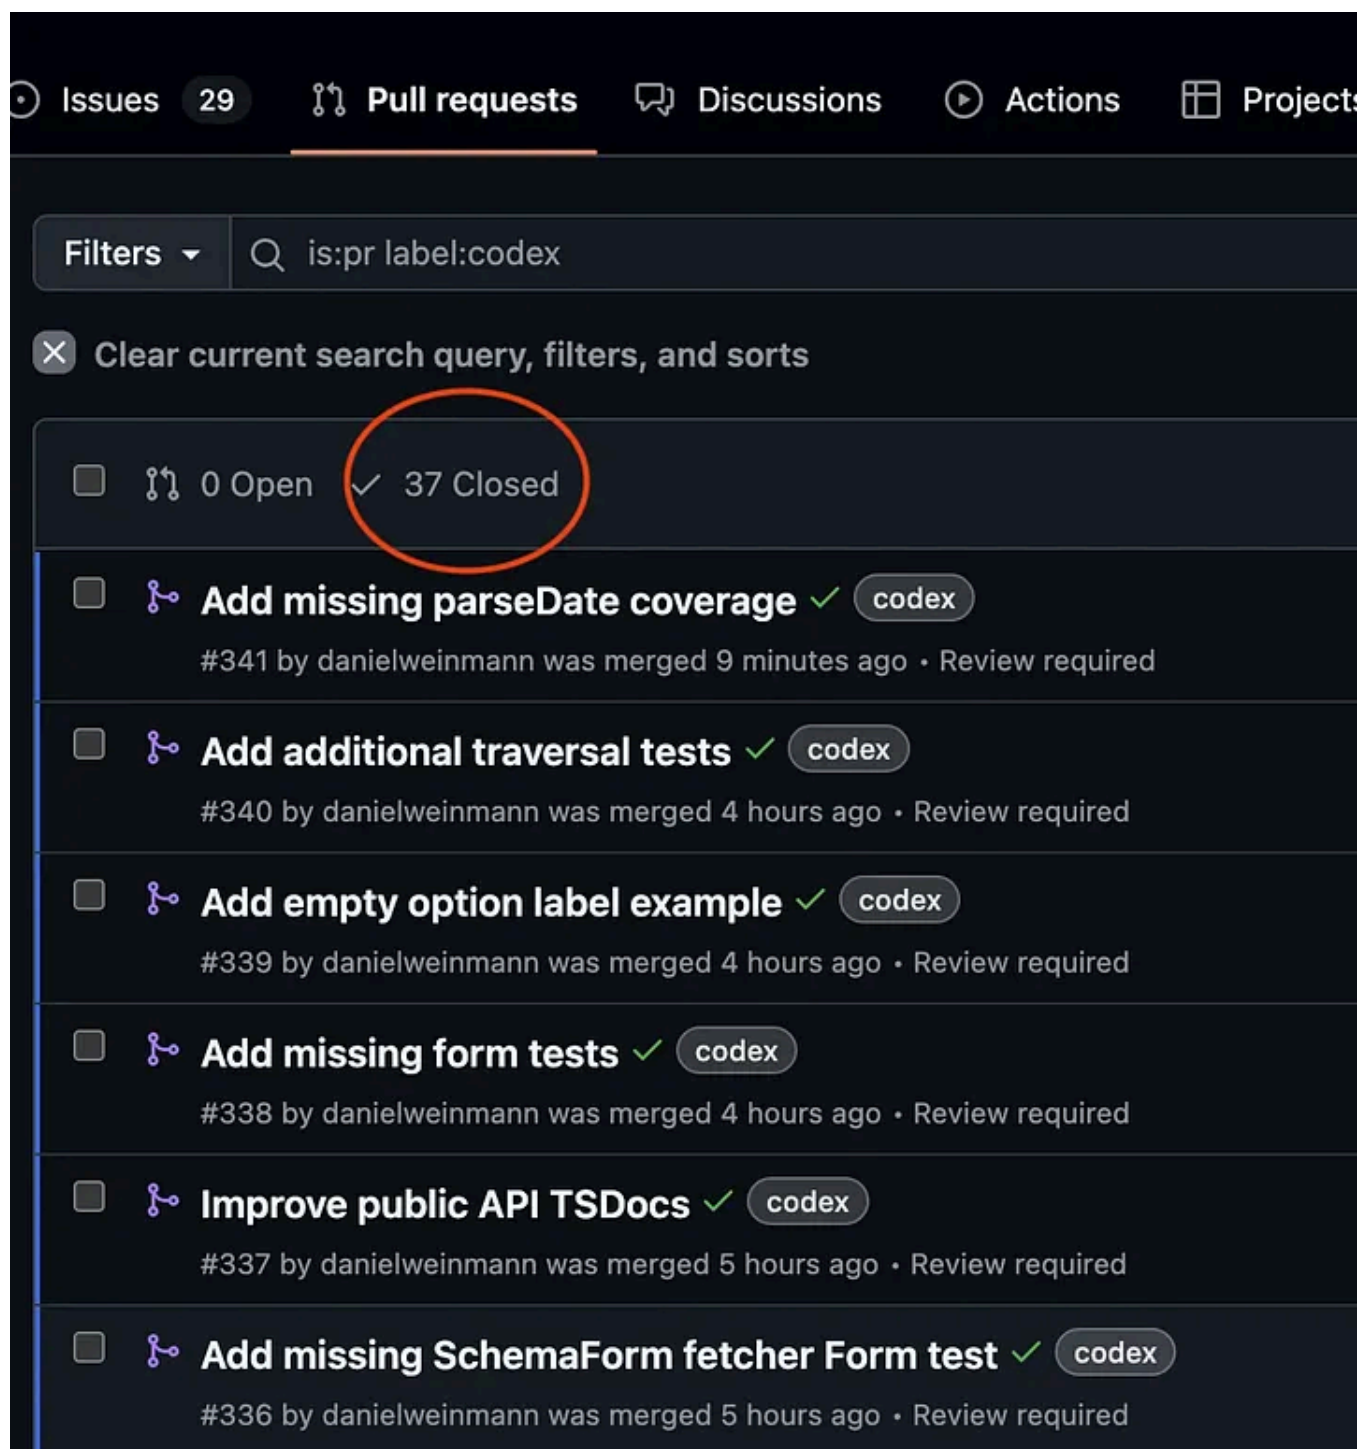 Issues 29 Pull requests Discussions Actions Projects
Filters is:pr label:codex
Clear current search query, filters, and sorts
0 Open 37 Closed
Add missing parseDate coverage codex
#341 by danielweinmann was merged 9 minutes ago • Review required
Add additional traversal tests codex
#340 by danielweinmann was merged 4 hours ago • Review required
Add empty option label example codex
#339 by danielweinmann was merged 4 hours ago • Review required
Add missing form tests codex
#338 by danielweinmann was merged 4 hours ago • Review required
Improve public API TSDocs codex
#337 by danielweinmann was merged 5 hours ago • Review required
Add missing SchemaForm fetcher Form test codex
#336 by danielweinmann was merged 5 hours ago • Review required